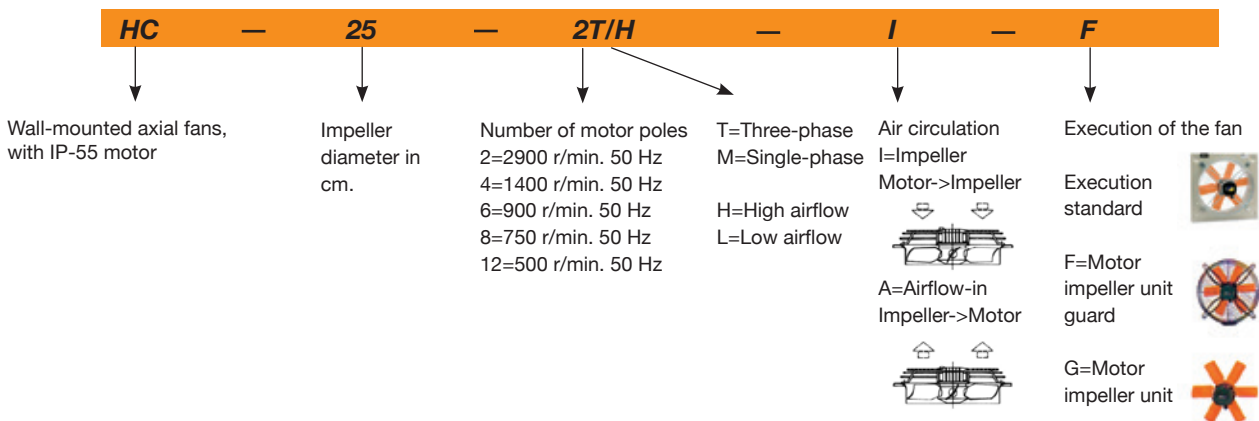 HC — 25 — 2T/H — I — F
Wall-mounted axial fans,
with IP-55 motor
Impeller
diameter in
cm.
Number of motor poles
2=2900 r/min. 50 Hz
4=1400 r/min. 50 Hz
6=900 r/min. 50 Hz
8=750 r/min. 50 Hz
12=500 r/min. 50 Hz
T=Three-phase
M=Single-phase
H=High airflow
L=Low airflow
Air circulation
I=Impeller
Motor->Impeller
A=Airflow-in
Impeller->Motor
Execution of the fan
Execution
standard
F=Motor
impeller unit
guard
G=Motor
impeller unit